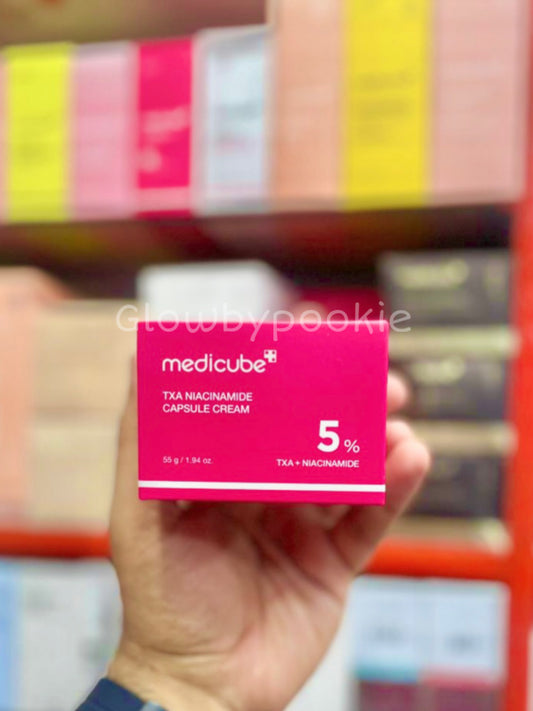 Glowbypookie
medicube
TXA NIACINAMIDE
CAPSULE CREAM
5%
55 g / 1.94 oz.
TXA + NIACINAMIDE